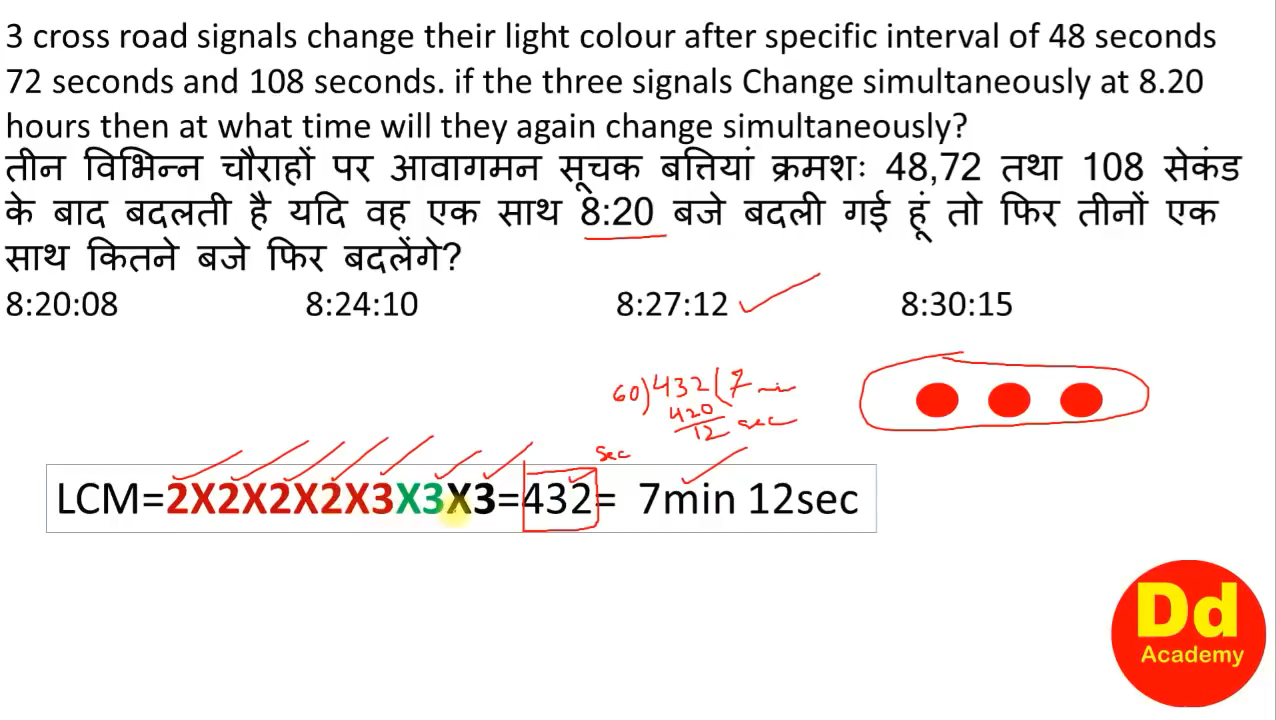 3 cross road signals change their light colour after specific interval of 48 seconds
72 seconds and 108 seconds. if the three signals Change simultaneously at 8.20
hours then at what time will they again change simultaneously?
तीन विभिन्न चौराहों पर आवागमन सूचक बत्तियां क्रमशः 48,72 तथा 108 सेकंड
के बाद बदलती है यदि वह एक साथ 8:20 बजे बदली गई हूं तो फिर तीनों एक
साथ कितने बजे फिर बदलेंगे?
8:20:08 8:24:10 8:27:12 8:30:15
60)432(7 min
420
12 sec
sec
LCM=2X2X2X2X3X3X3=432= 7min 12sec
Dd
Academy